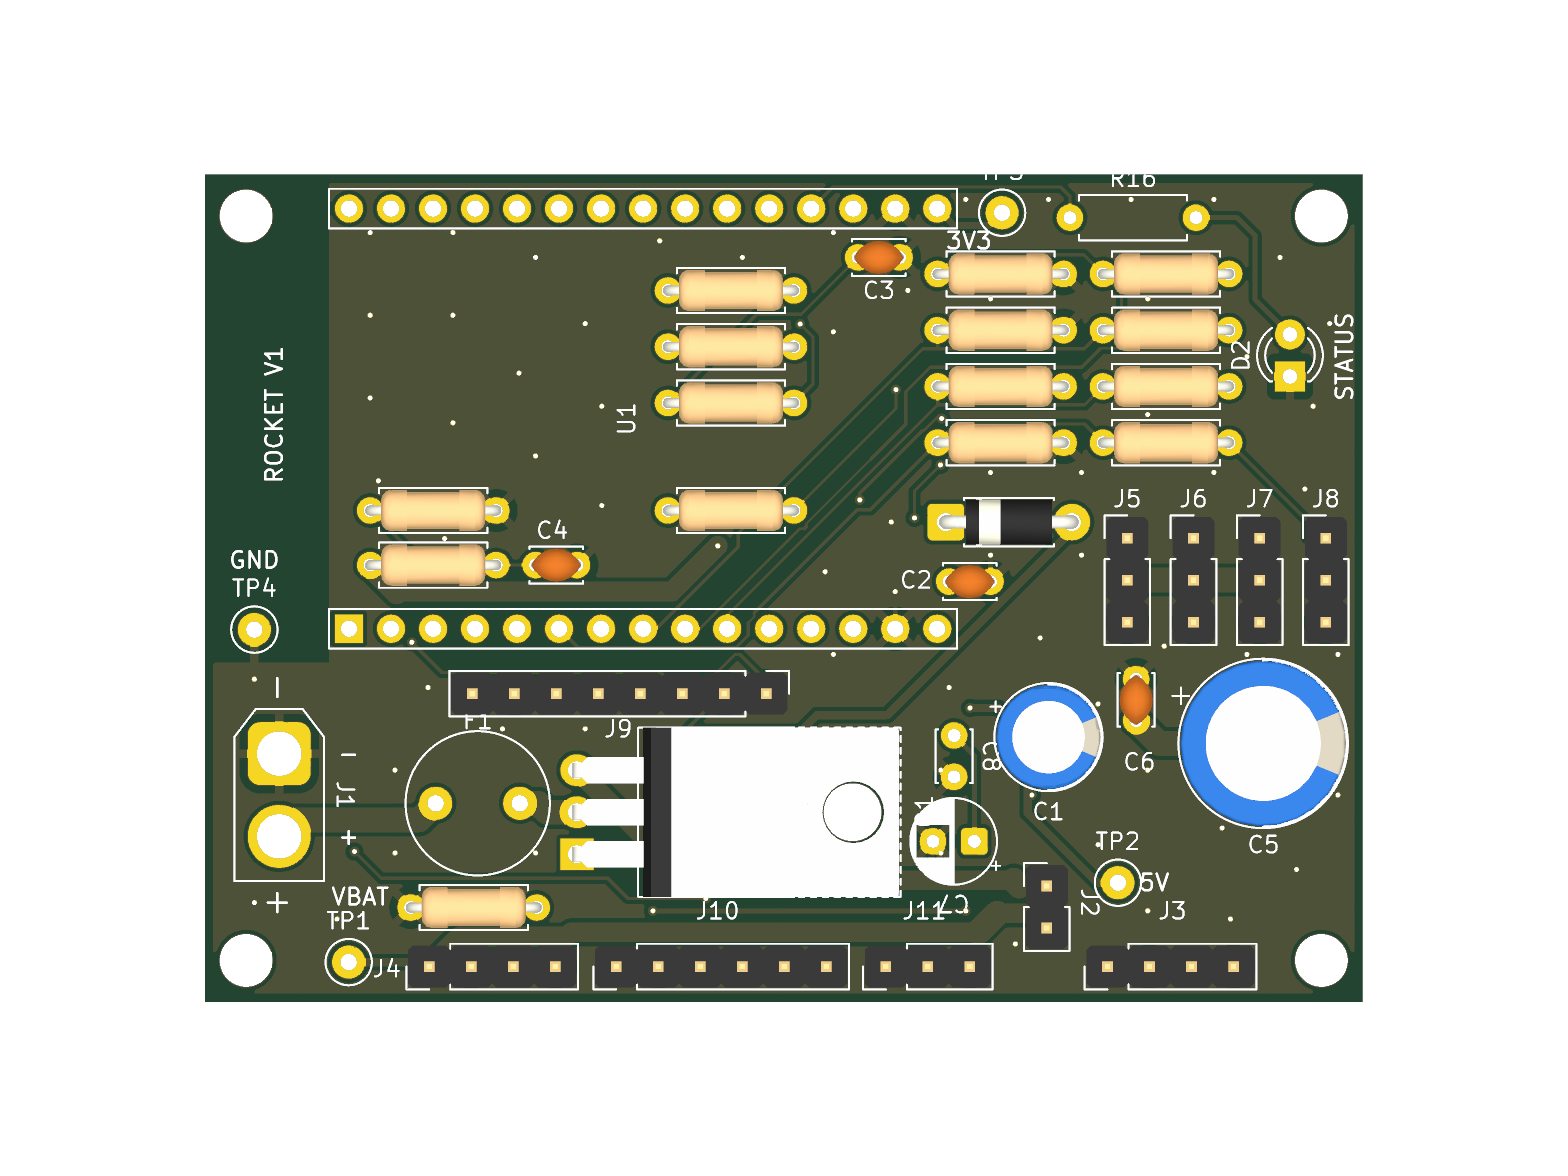 R16
3V3
C3
ROCKET V1
U1
D2
STATUS
C4
J5
J6
J7
J8
GND
TP4
C2
−
F1
J9
+
+
−
J1
+
C8
C1
C6
C5
TP2
5V
+
+
VBAT
TP1
J10
J11
C7
J2
J3
J4